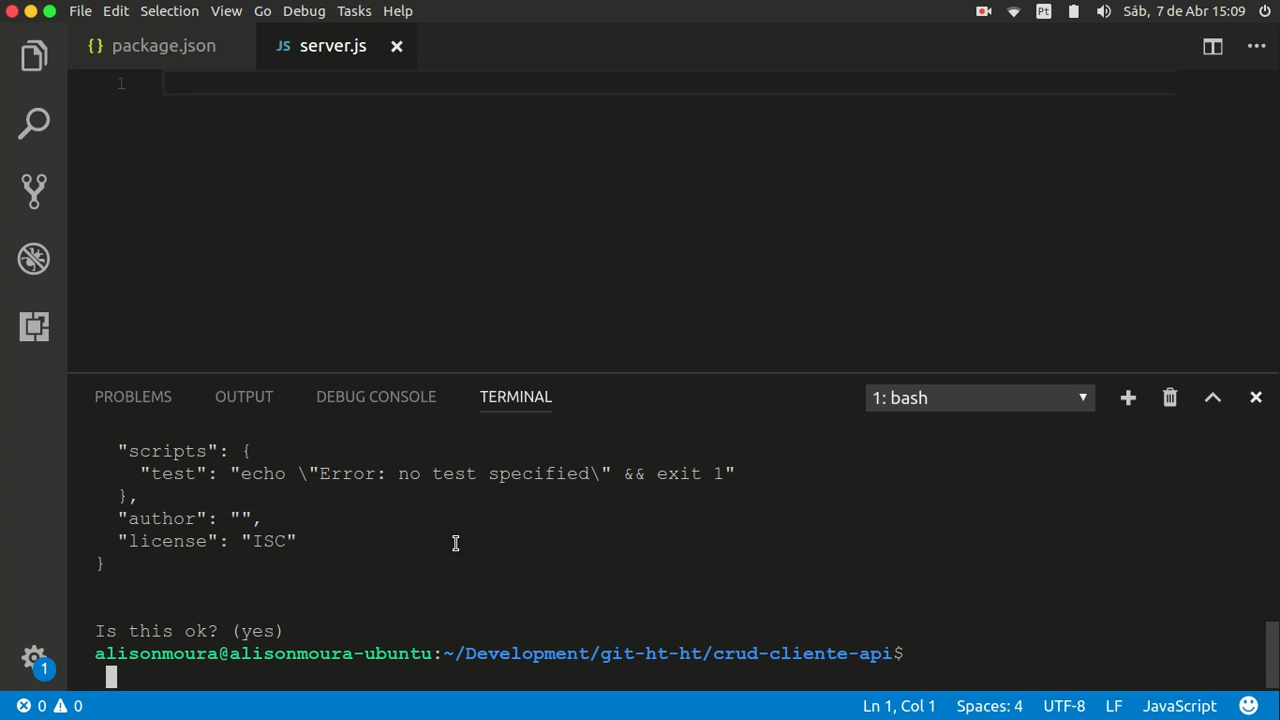 File Edit Selection View Go Debug Tasks Help
Pt Sáb, 7 de Abr 15:09
{} package.json JS server.js
1
PROBLEMS OUTPUT DEBUG CONSOLE TERMINAL 1: bash
"scripts": {
"test": "echo \"Error: no test specified\" && exit 1"
},
"author": "",
"license": "ISC"
}
Is this ok? (yes)
alisonmoura@alisonmoura-ubuntu:~/Development/git-ht-ht/crud-cliente-api$
1
0 0 Ln 1, Col 1 Spaces: 4 UTF-8 LF JavaScript